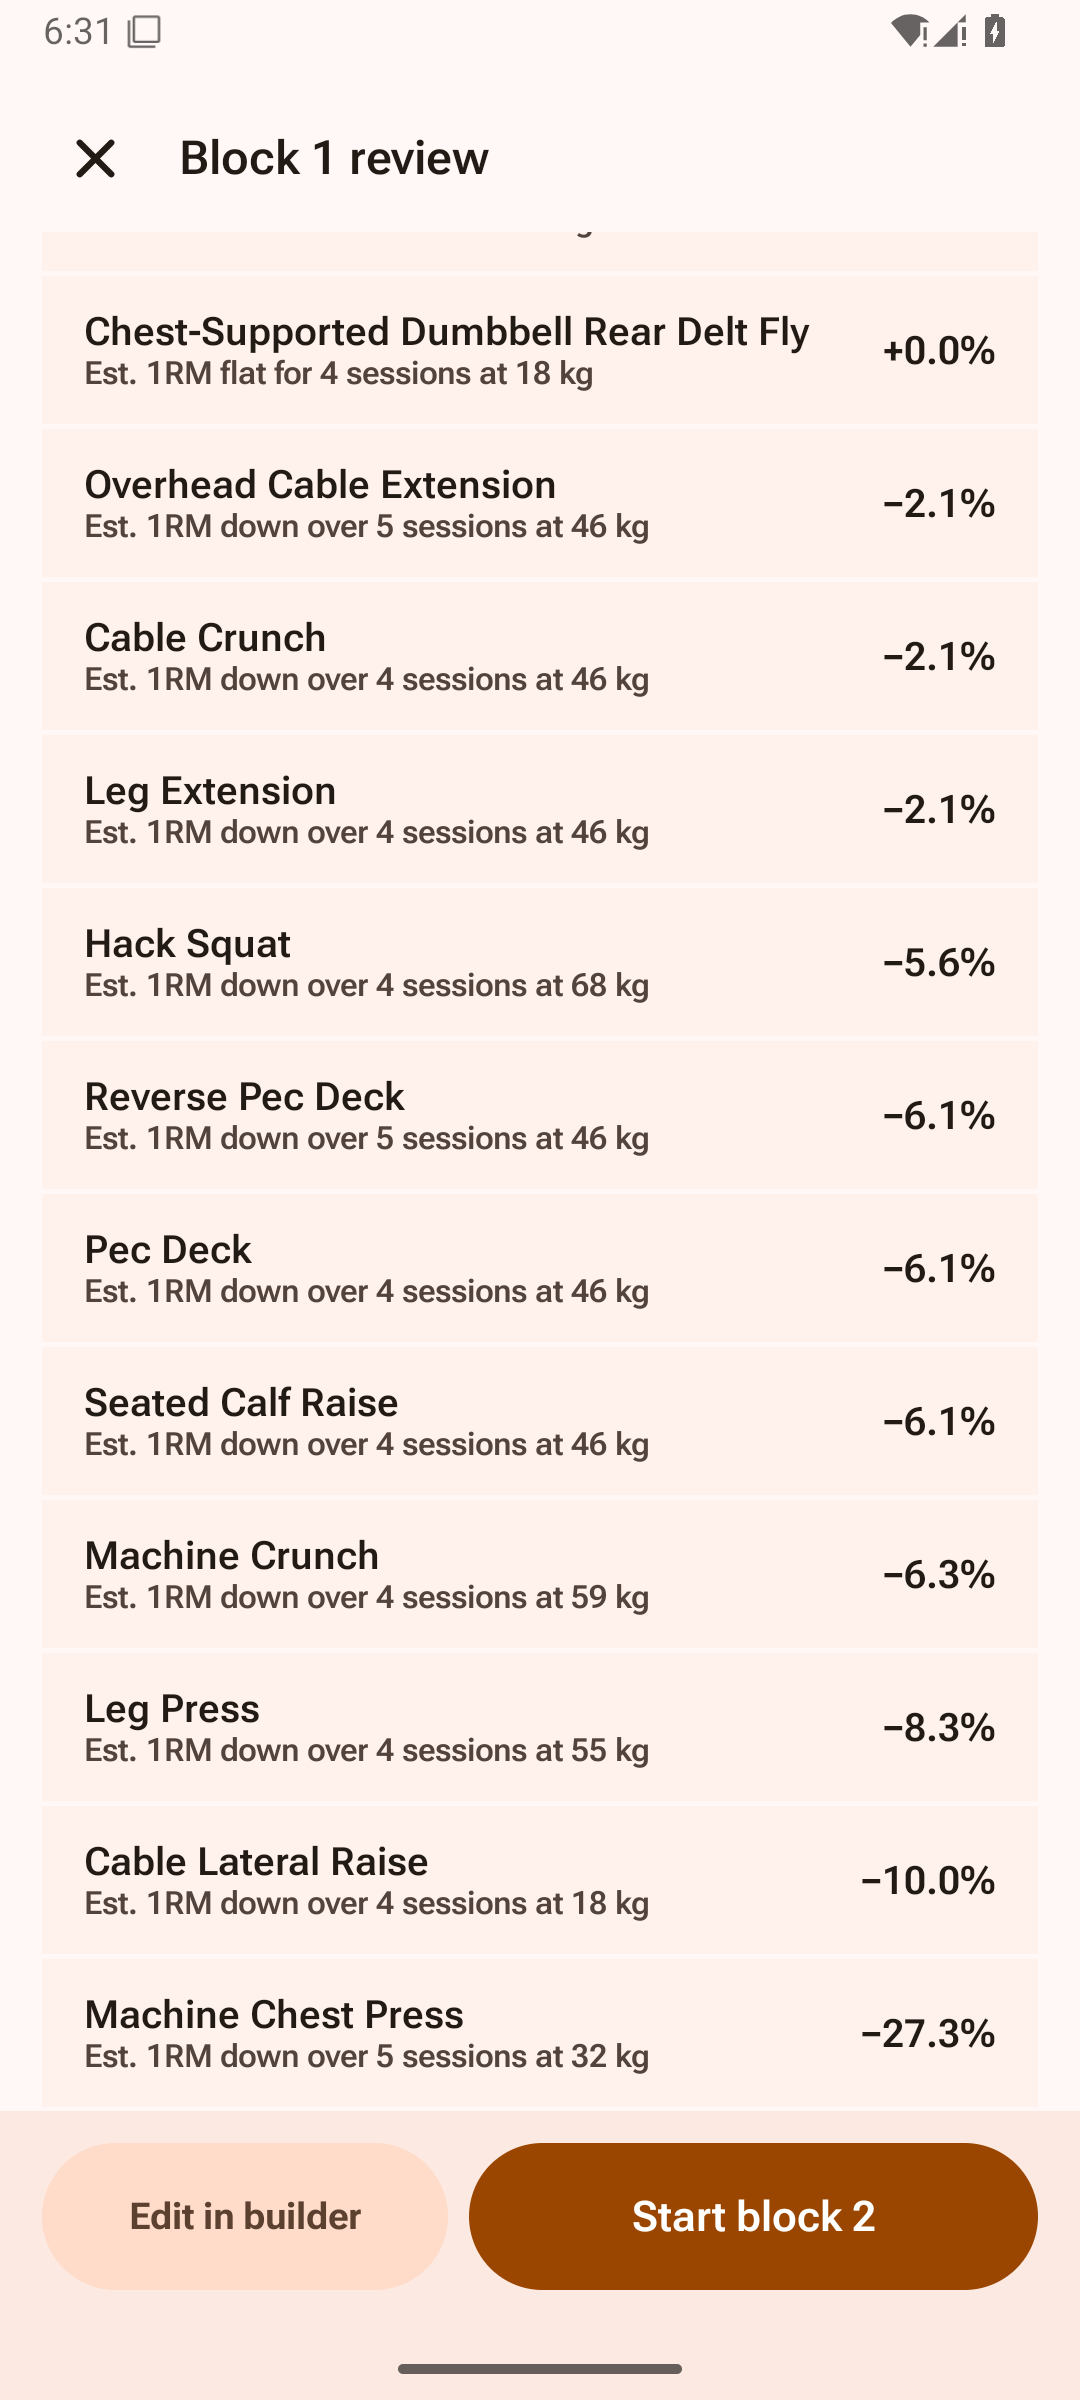 6:31
Block 1 review
Chest-Supported Dumbbell Rear Delt Fly
Est. 1RM flat for 4 sessions at 18 kg
+0.0%
Overhead Cable Extension
Est. 1RM down over 5 sessions at 46 kg
−2.1%
Cable Crunch
Est. 1RM down over 4 sessions at 46 kg
−2.1%
Leg Extension
Est. 1RM down over 4 sessions at 46 kg
−2.1%
Hack Squat
Est. 1RM down over 4 sessions at 68 kg
−5.6%
Reverse Pec Deck
Est. 1RM down over 5 sessions at 46 kg
−6.1%
Pec Deck
Est. 1RM down over 4 sessions at 46 kg
−6.1%
Seated Calf Raise
Est. 1RM down over 4 sessions at 46 kg
−6.1%
Machine Crunch
Est. 1RM down over 4 sessions at 59 kg
−6.3%
Leg Press
Est. 1RM down over 4 sessions at 55 kg
−8.3%
Cable Lateral Raise
Est. 1RM down over 4 sessions at 18 kg
−10.0%
Machine Chest Press
Est. 1RM down over 5 sessions at 32 kg
−27.3%
Edit in builder
Start block 2